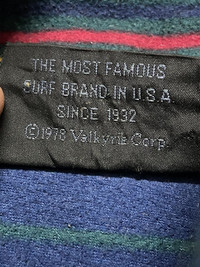 THE MOST FAMOUS
SURF BRAND IN U.S.A.
SINCE 1932
©1978 Valkyrie Corp.